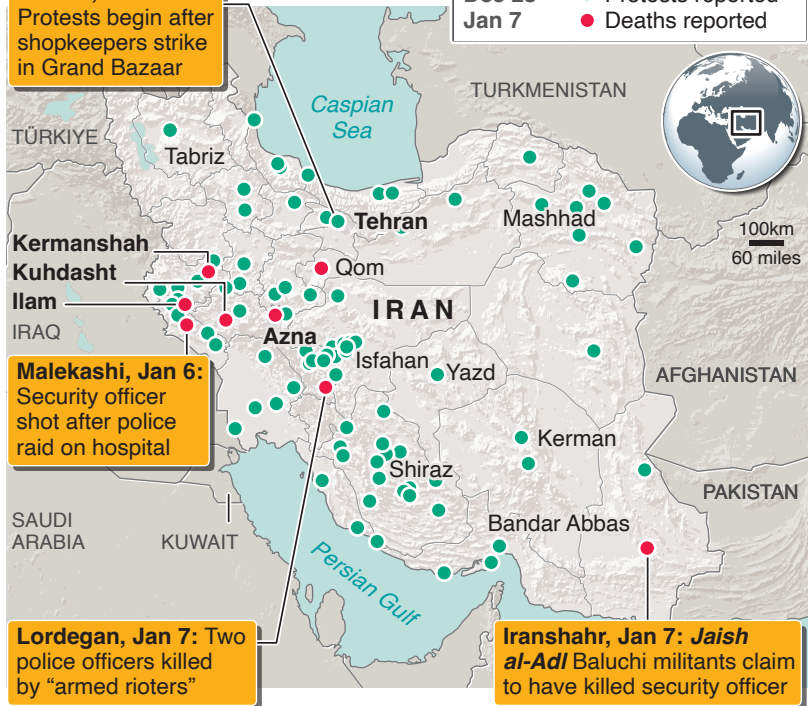 Protests begin after
shopkeepers strike
in Grand Bazaar
Jan 7
Deaths reported
Caspian
Sea
TURKMENISTAN
TÜRKIYE
Tabriz
Tehran
Mashhad
100km
60 miles
Kermanshah
Kuhdasht
Ilam
Qom
IRAN
IRAQ
Azna
Isfahan
Yazd
AFGHANISTAN
Malekashi, Jan 6:
Security officer
shot after police
raid on hospital
Kerman
Shiraz
PAKISTAN
SAUDI
ARABIA
KUWAIT
Bandar Abbas
Persian Gulf
Lordegan, Jan 7: Two
police officers killed
by “armed rioters”
Iranshahr, Jan 7: Jaish
al-Adl Baluchi militants claim
to have killed security officer